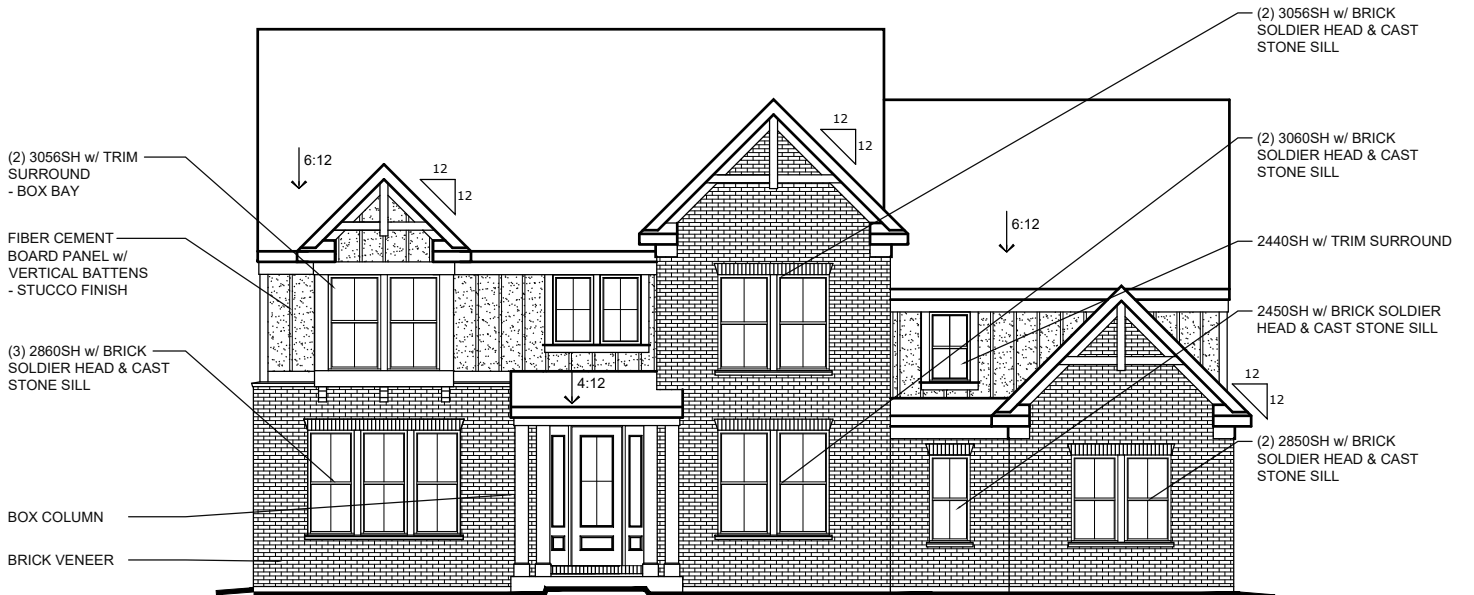 (2) 3056SH w/ TRIM
SURROUND
- BOX BAY
FIBER CEMENT
BOARD PANEL w/
VERTICAL BATTENS
- STUCCO FINISH
(3) 2860SH w/ BRICK
SOLDIER HEAD & CAST
STONE SILL
BOX COLUMN
BRICK VENEER
6:12
12
12
4:12
12
12
6:12
12
12
(2) 3056SH w/ BRICK
SOLDIER HEAD & CAST
STONE SILL
(2) 3060SH w/ BRICK
SOLDIER HEAD & CAST
STONE SILL
2440SH w/ TRIM SURROUND
2450SH w/ BRICK SOLDIER
HEAD & CAST STONE SILL
(2) 2850SH w/ BRICK
SOLDIER HEAD & CAST
STONE SILL